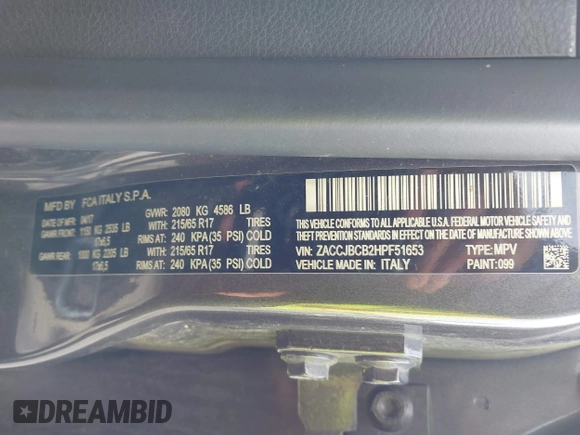 MFD BY FCA ITALY S.P.A.
DATE: 04/17 GVWR: 2080 KG 4586 LB
GAWR FRONT: 1150 KG 2535 LB WITH: 215/65 R17 TIRES
17x6,5 RIMS AT: 240 KPA (35 PSI) COLD
GAWR REAR: 1000 KG 2205 LB WITH: 215/65 R17 TIRES
17x6,5 RIMS AT: 240 KPA (35 PSI) COLD
THIS VEHICLE CONFORMS TO ALL APPLICABLE U.S.A. FEDERAL MOTOR VEHICLE SAFETY AND
THEFT PREVENTION STANDARDS IN EFFECT ON THE DATE OF MANUFACTURE SHOWN ABOVE.
VIN: ZACCJBCB2HPF51653 TYPE: MPV
VEHICLE MADE IN: ITALY PAINT: 099
DREAMBID